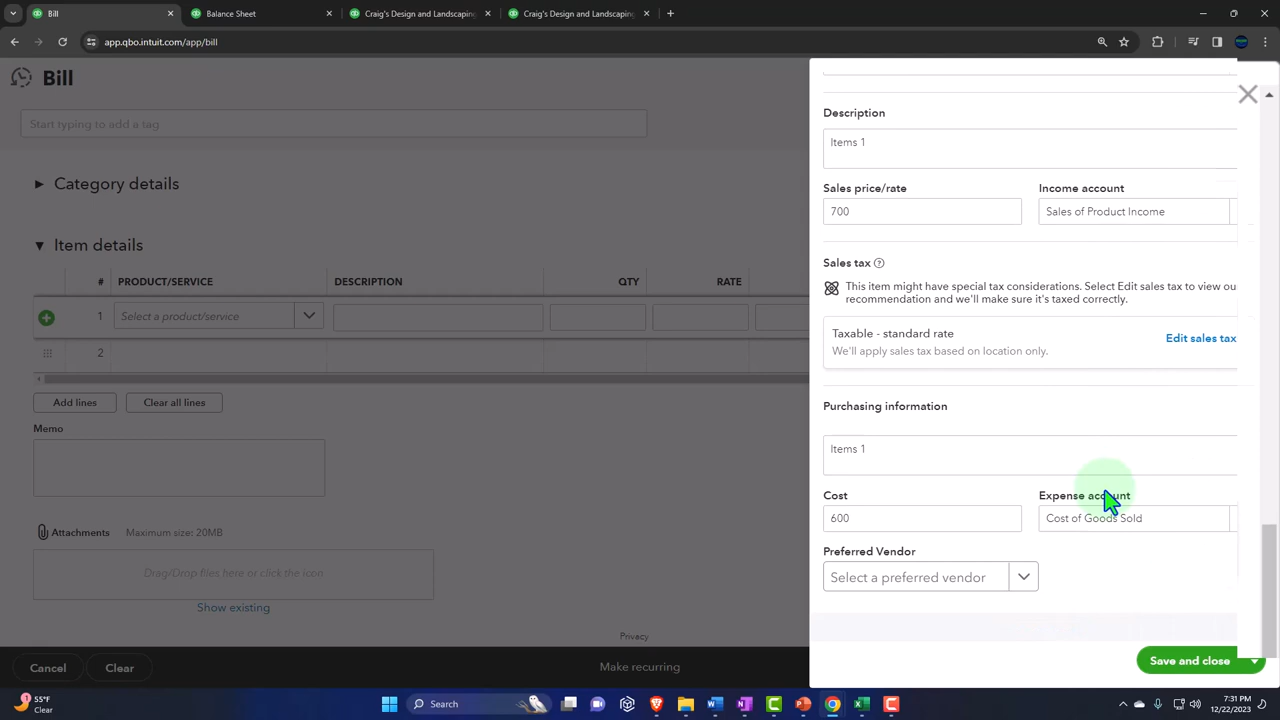 Bill
Balance Sheet
Craig's Design and Landscaping
Craig's Design and Landscaping
app.qbo.intuit.com/app/bill
Bill
Start typing to add a tag
Category details
Item details
# PRODUCT/SERVICE DESCRIPTION QTY RATE
1 Select a product/service
2
Add lines Clear all lines
Memo
Attachments Maximum size: 20MB
Drag/Drop files here or click the icon
Show existing
Privacy
Cancel Clear Make recurring
Description
Items 1
Sales price/rate Income account
700 Sales of Product Income
Sales tax ?
This item might have special tax considerations. Select Edit sales tax to view ou
recommendation and we'll make sure it's taxed correctly.
Taxable - standard rate
Edit sales tax
We'll apply sales tax based on location only.
Purchasing information
Items 1
Cost Expense account
600 Cost of Goods Sold
Preferred Vendor
Select a preferred vendor
Save and close
55°F
Clear
Search
7:31 PM
12/22/2023